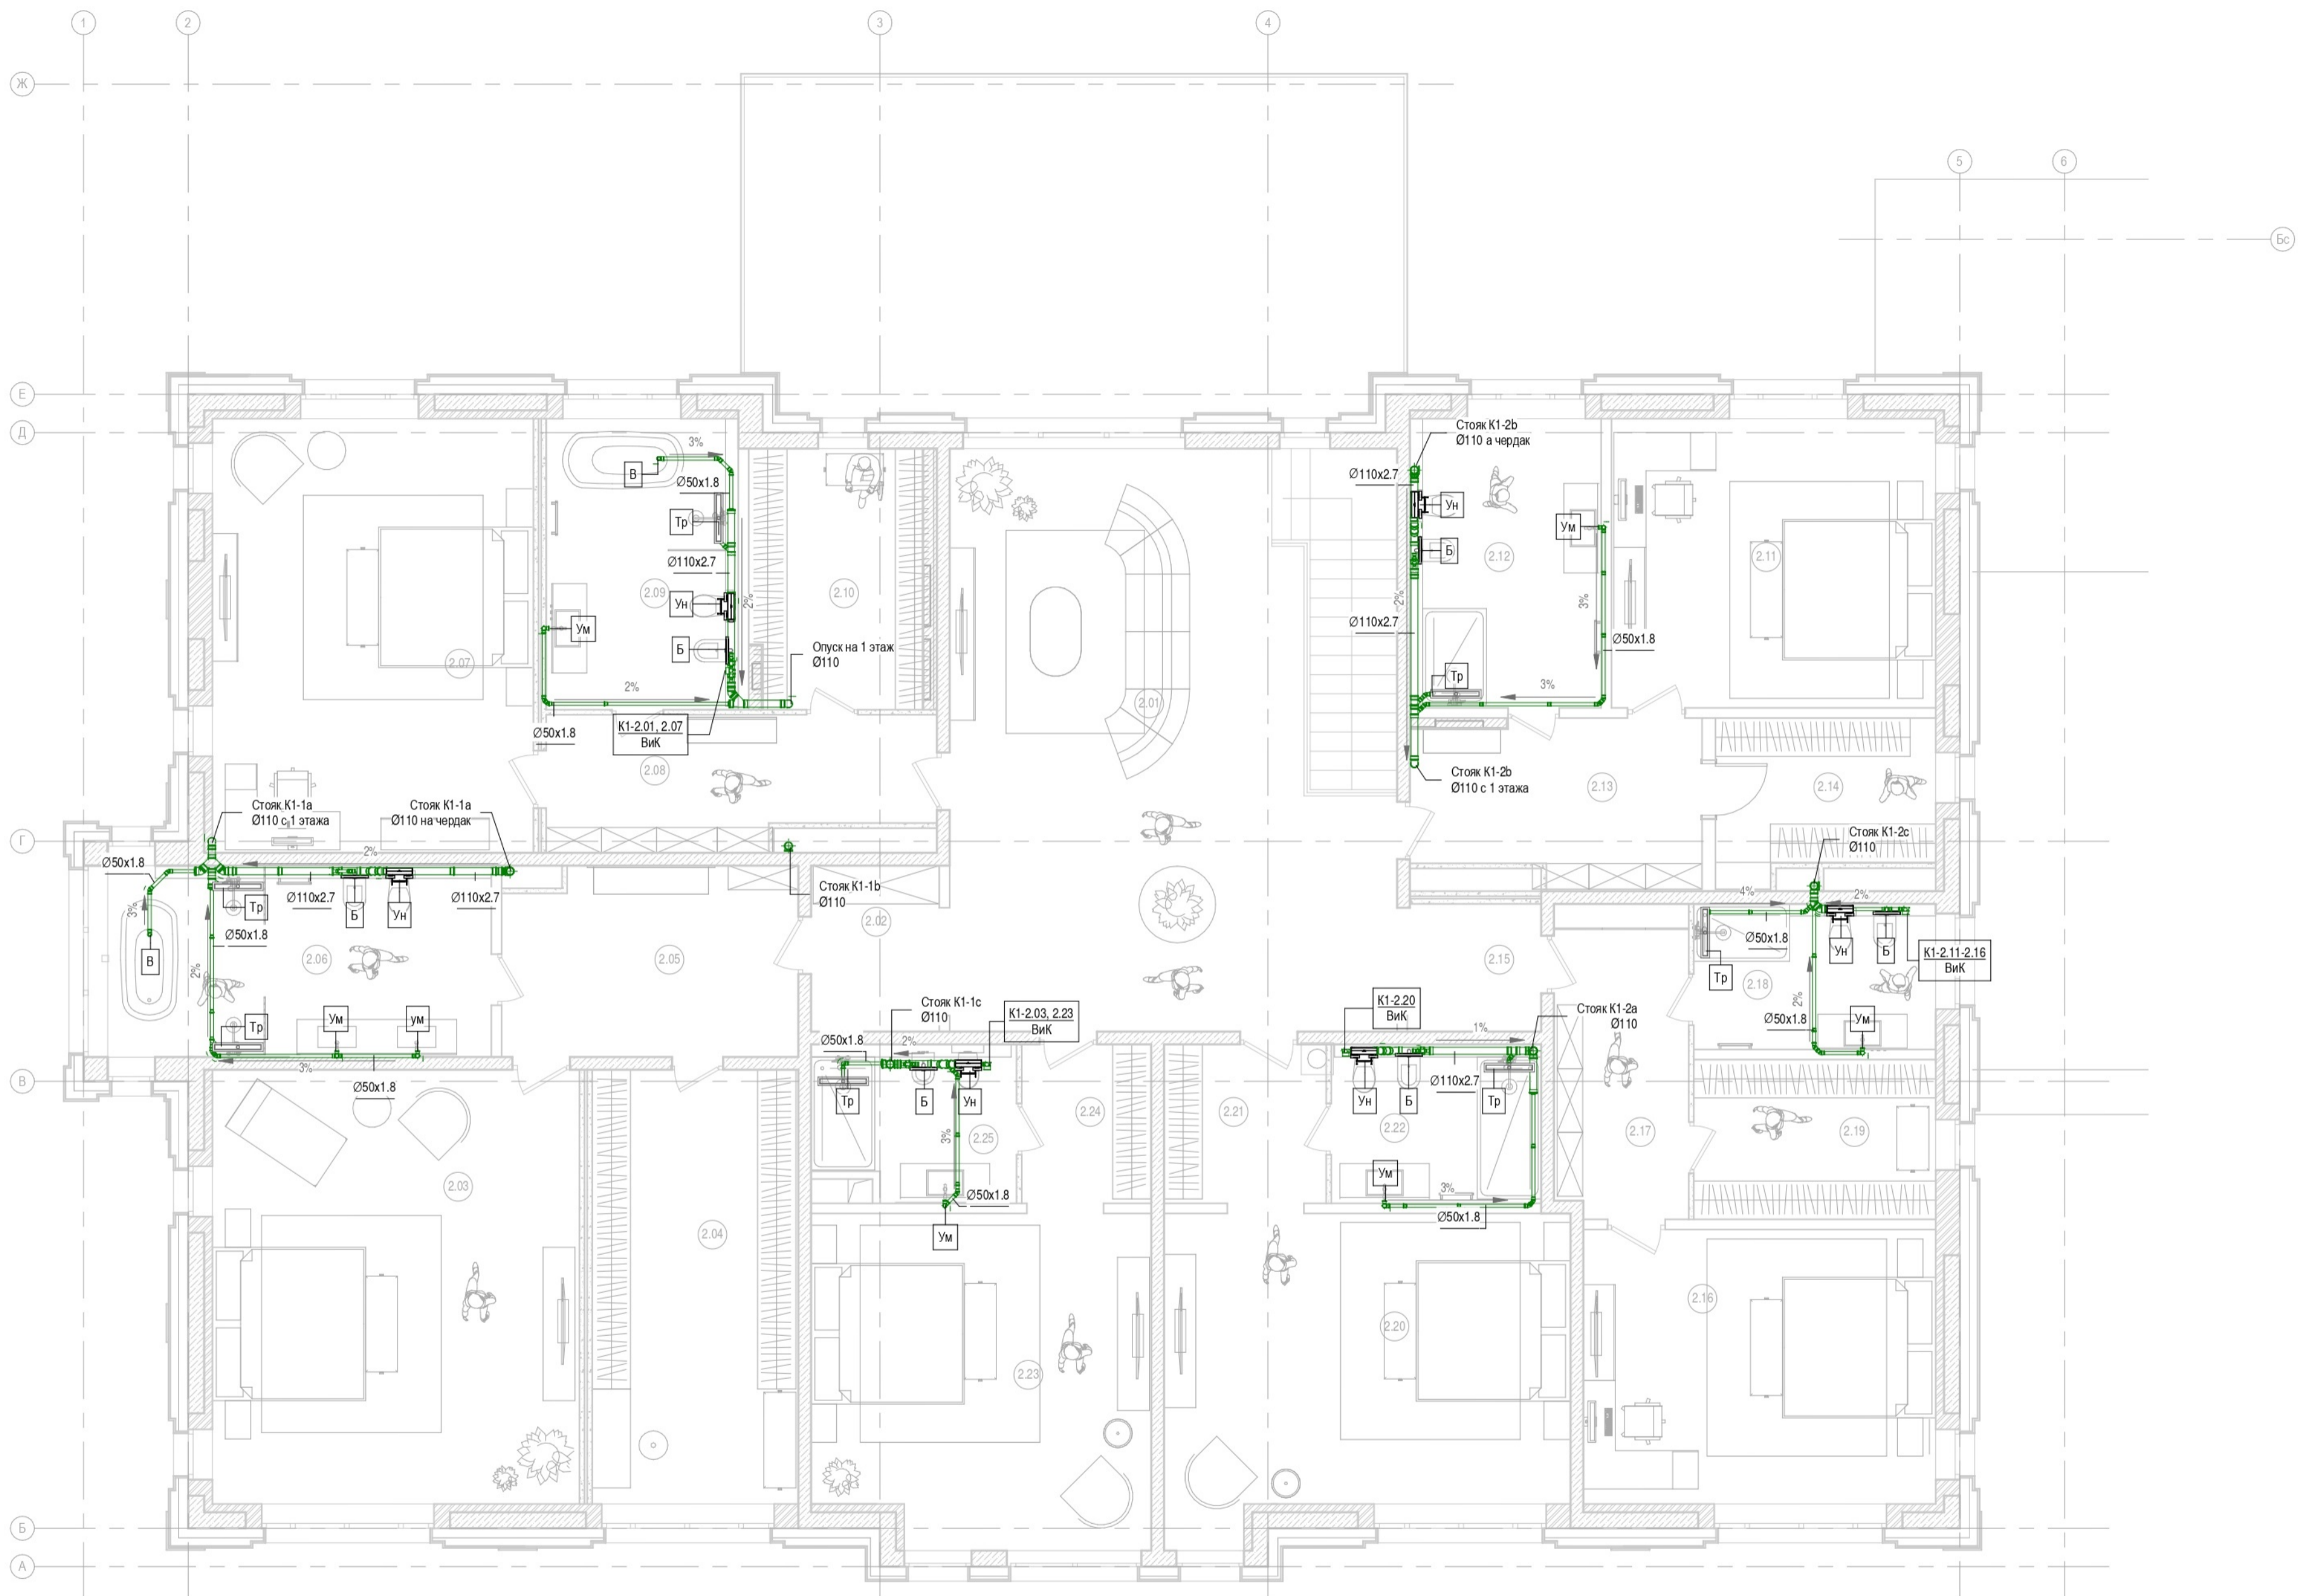 1
2
3
4
Ж
5
6
Бс
Е
Д
Стояк К1-2b
Ø110 а чердак
3%
В
Ø50x1.8
Ø110x2.7
Ун
Тр
Ум
Б
2.12
2.11
Ø110x2.7
2.09
2.10
2%
3%
2%
Ун
Ум
Б
Ø110x2.7
Ø50x1.8
Опуск на 1 этаж
Ø110
2.07
Тр
2%
3%
2.01
Ø50x1.8
К1-2.01, 2.07
ВиК
2.08
Стояк К1-2b
Ø110 с 1 этажа
2.13
2.14
Стояк К1-1а
Ø110 с 1 этажа
Стояк К1-1а
Ø110 на чердак
Г
Стояк К1-2с
Ø110
2%
Ø50x1.8
Стояк К1-1b
Ø110
4%
2%
Ø110x2.7
Ø110x2.7
Тр
Б
Ун
3%
2.02
Ø50x1.8
Ø50x1.8
Ун
Б
К1-2.11-2.16
ВиК
В
2.06
2.05
2.15
2%
Тр
2.18
2%
Стояк К1-1с
Ø110
К1-2.03, 2.23
ВиК
К1-2.20
ВиК
Стояк К1-2а
Ø110
Тр
Ум
ум
Ø50x1.8
Ум
1%
Ø50x1.8
2%
3%
В
Ø50x1.8
Ø110x2.7
Тр
Б
Ун
Ун
Б
Тр
2.24
2.21
2.22
2.17
2.19
3%
2.25
2.03
Ум
3%
Ø50x1.8
Ø50x1.8
2.04
Ум
2.16
2.20
2.23
Б
А